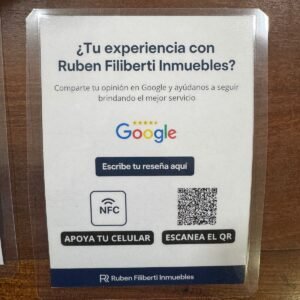 ¿Tu experiencia con
Ruben Filiberti Inmuebles?
Comparte tu opinión en Google y ayúdanos a seguir
brindando el mejor servicio.
Google
Escribe tu reseña aquí
NFC
APOYA TU CELULAR
ESCANEA EL QR
Ruben Filiberti Inmuebles